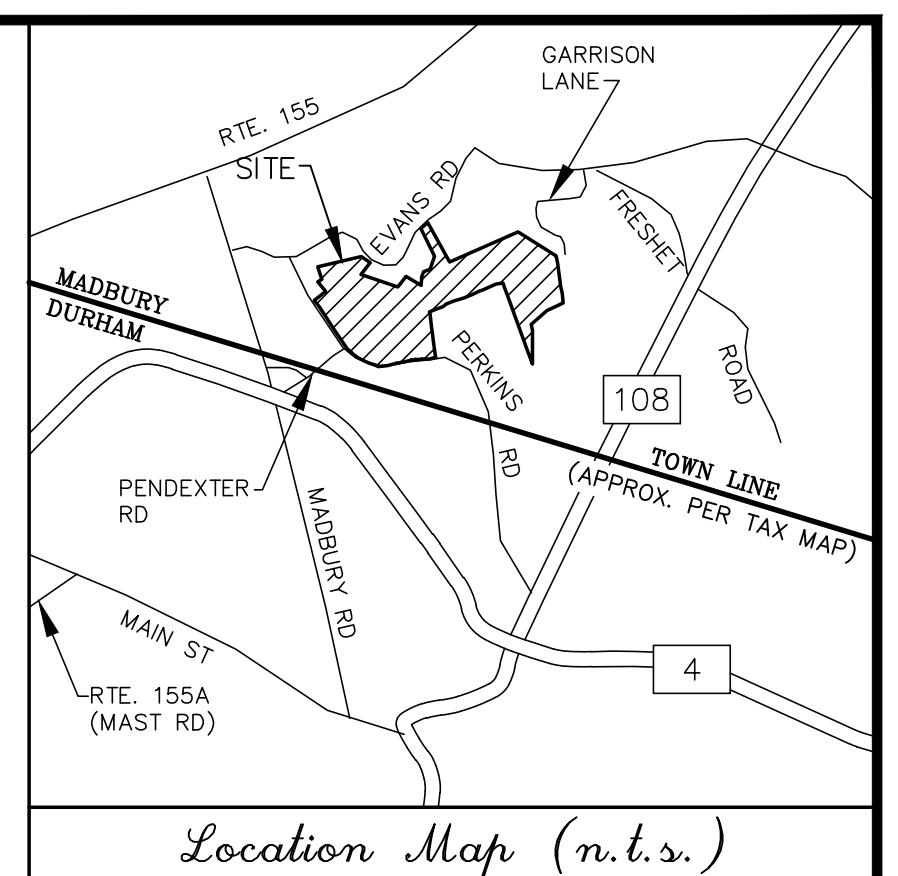 GARRISON
LANE
RTE. 155
SITE
EVANS RD
FRESHET
MADBURY
DURHAM
PERKINS
ROAD
108
RD
TOWN LINE
(APPROX. PER TAX MAP)
PENDEXTER
RD
MADBURY RD
MAIN ST
4
RTE. 155A
(MAST RD)
Location Map (n.t.s.)